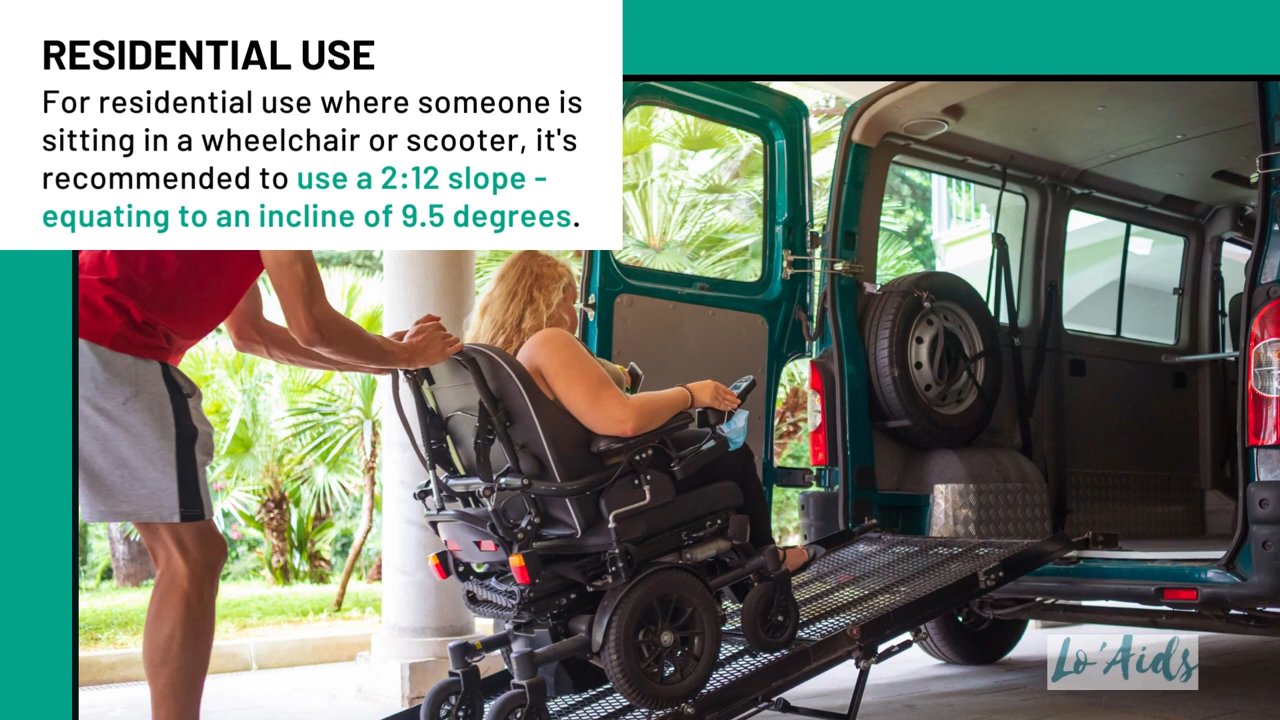 RESIDENTIAL USE
For residential use where someone is
sitting in a wheelchair or scooter, it's
recommended to use a 2:12 slope -
equating to an incline of 9.5 degrees.
Lo'Aids